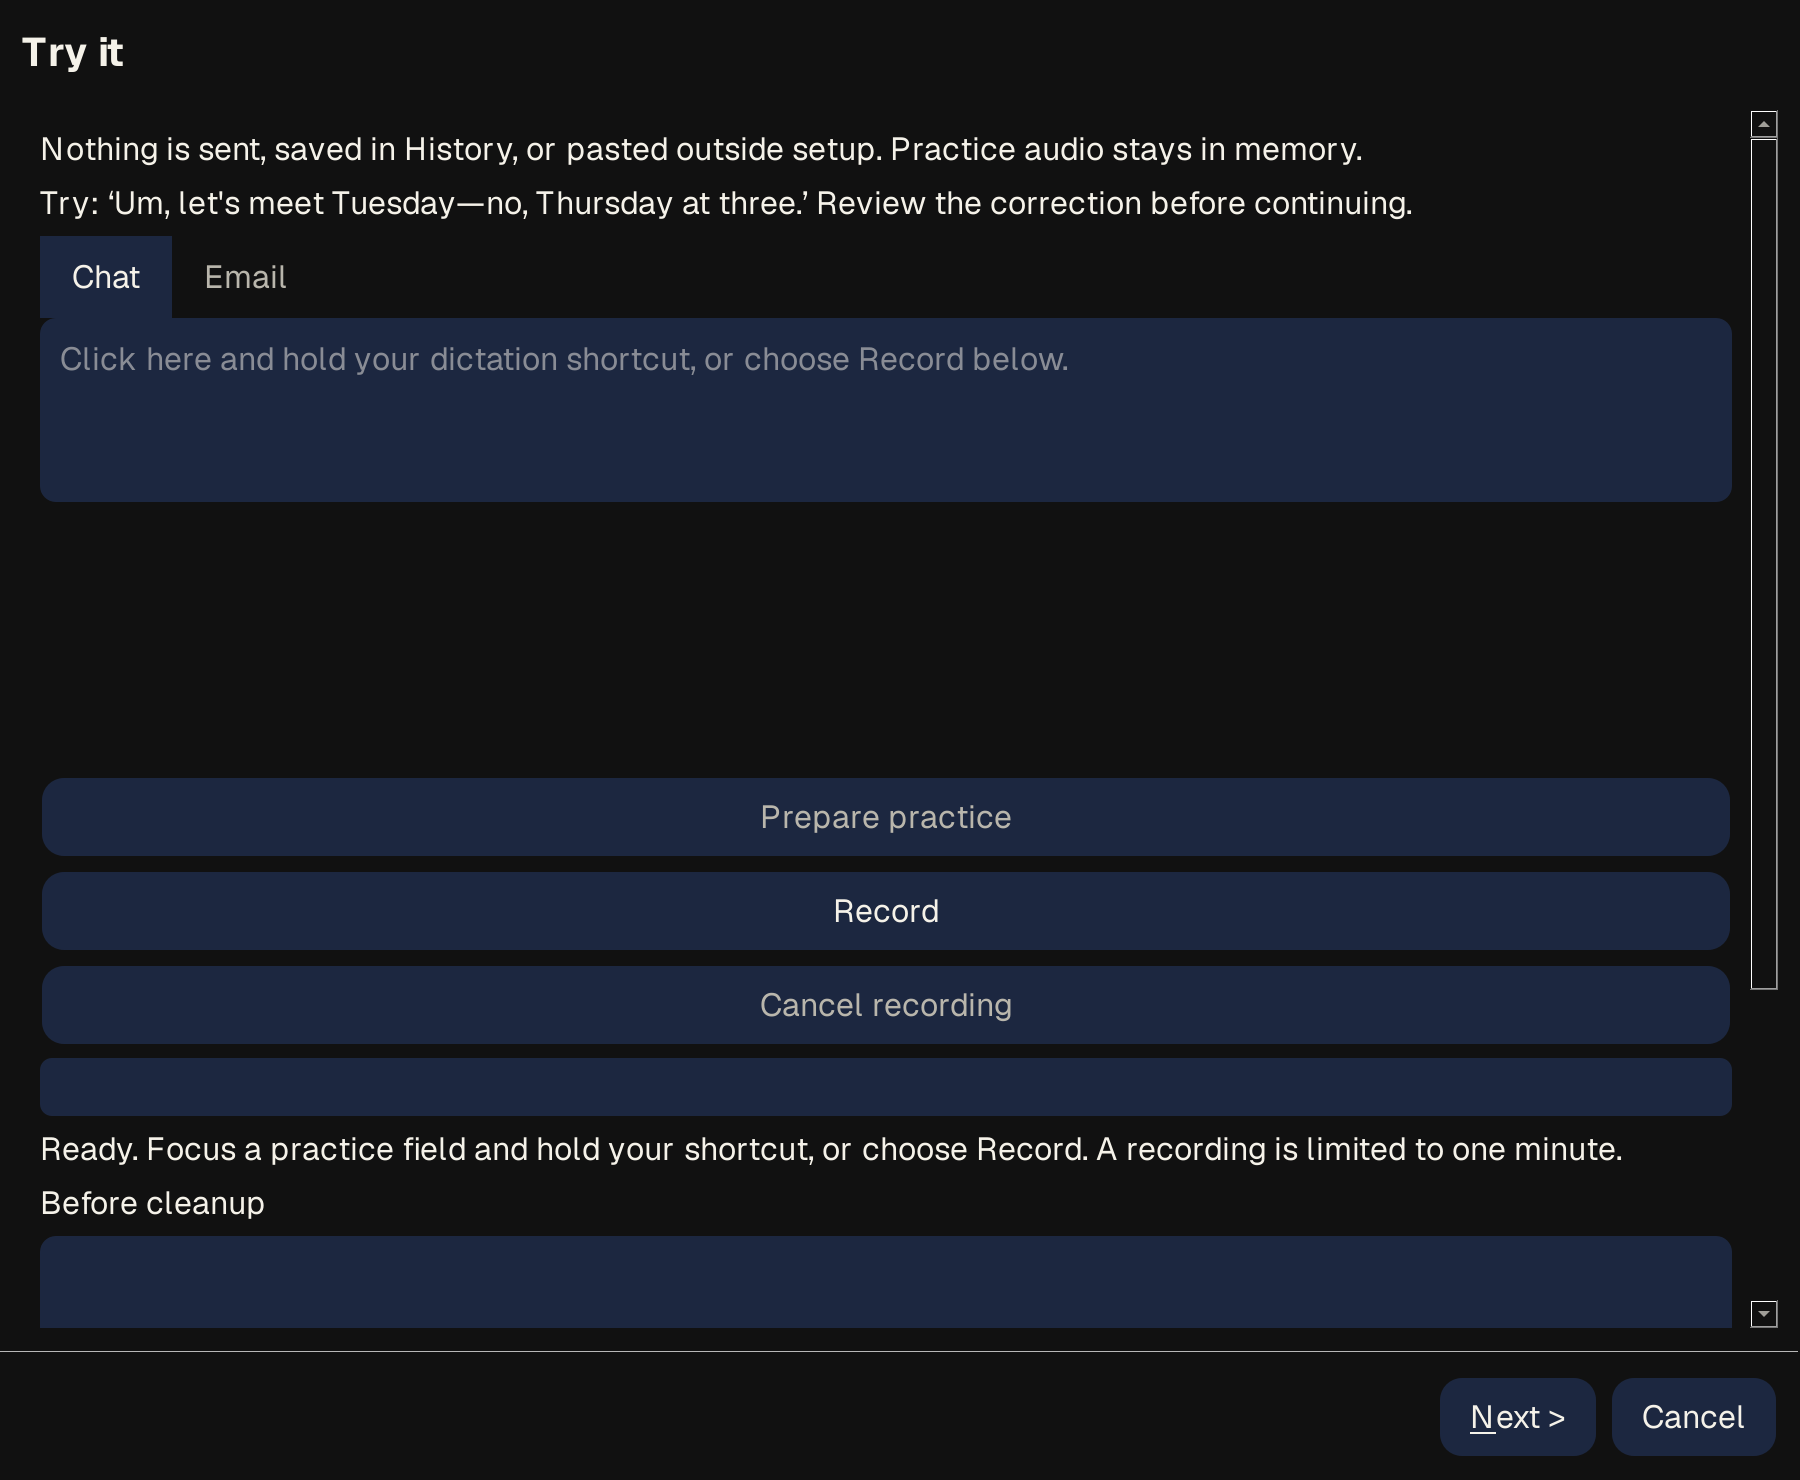 Try it
Nothing is sent, saved in History, or pasted outside setup. Practice audio stays in memory.
Try: ‘Um, let's meet Tuesday—no, Thursday at three.’ Review the correction before continuing.
Chat
Email
Click here and hold your dictation shortcut, or choose Record below.
Prepare practice
Record
Cancel recording
Ready. Focus a practice field and hold your shortcut, or choose Record. A recording is limited to one minute.
Before cleanup
Next >
Cancel